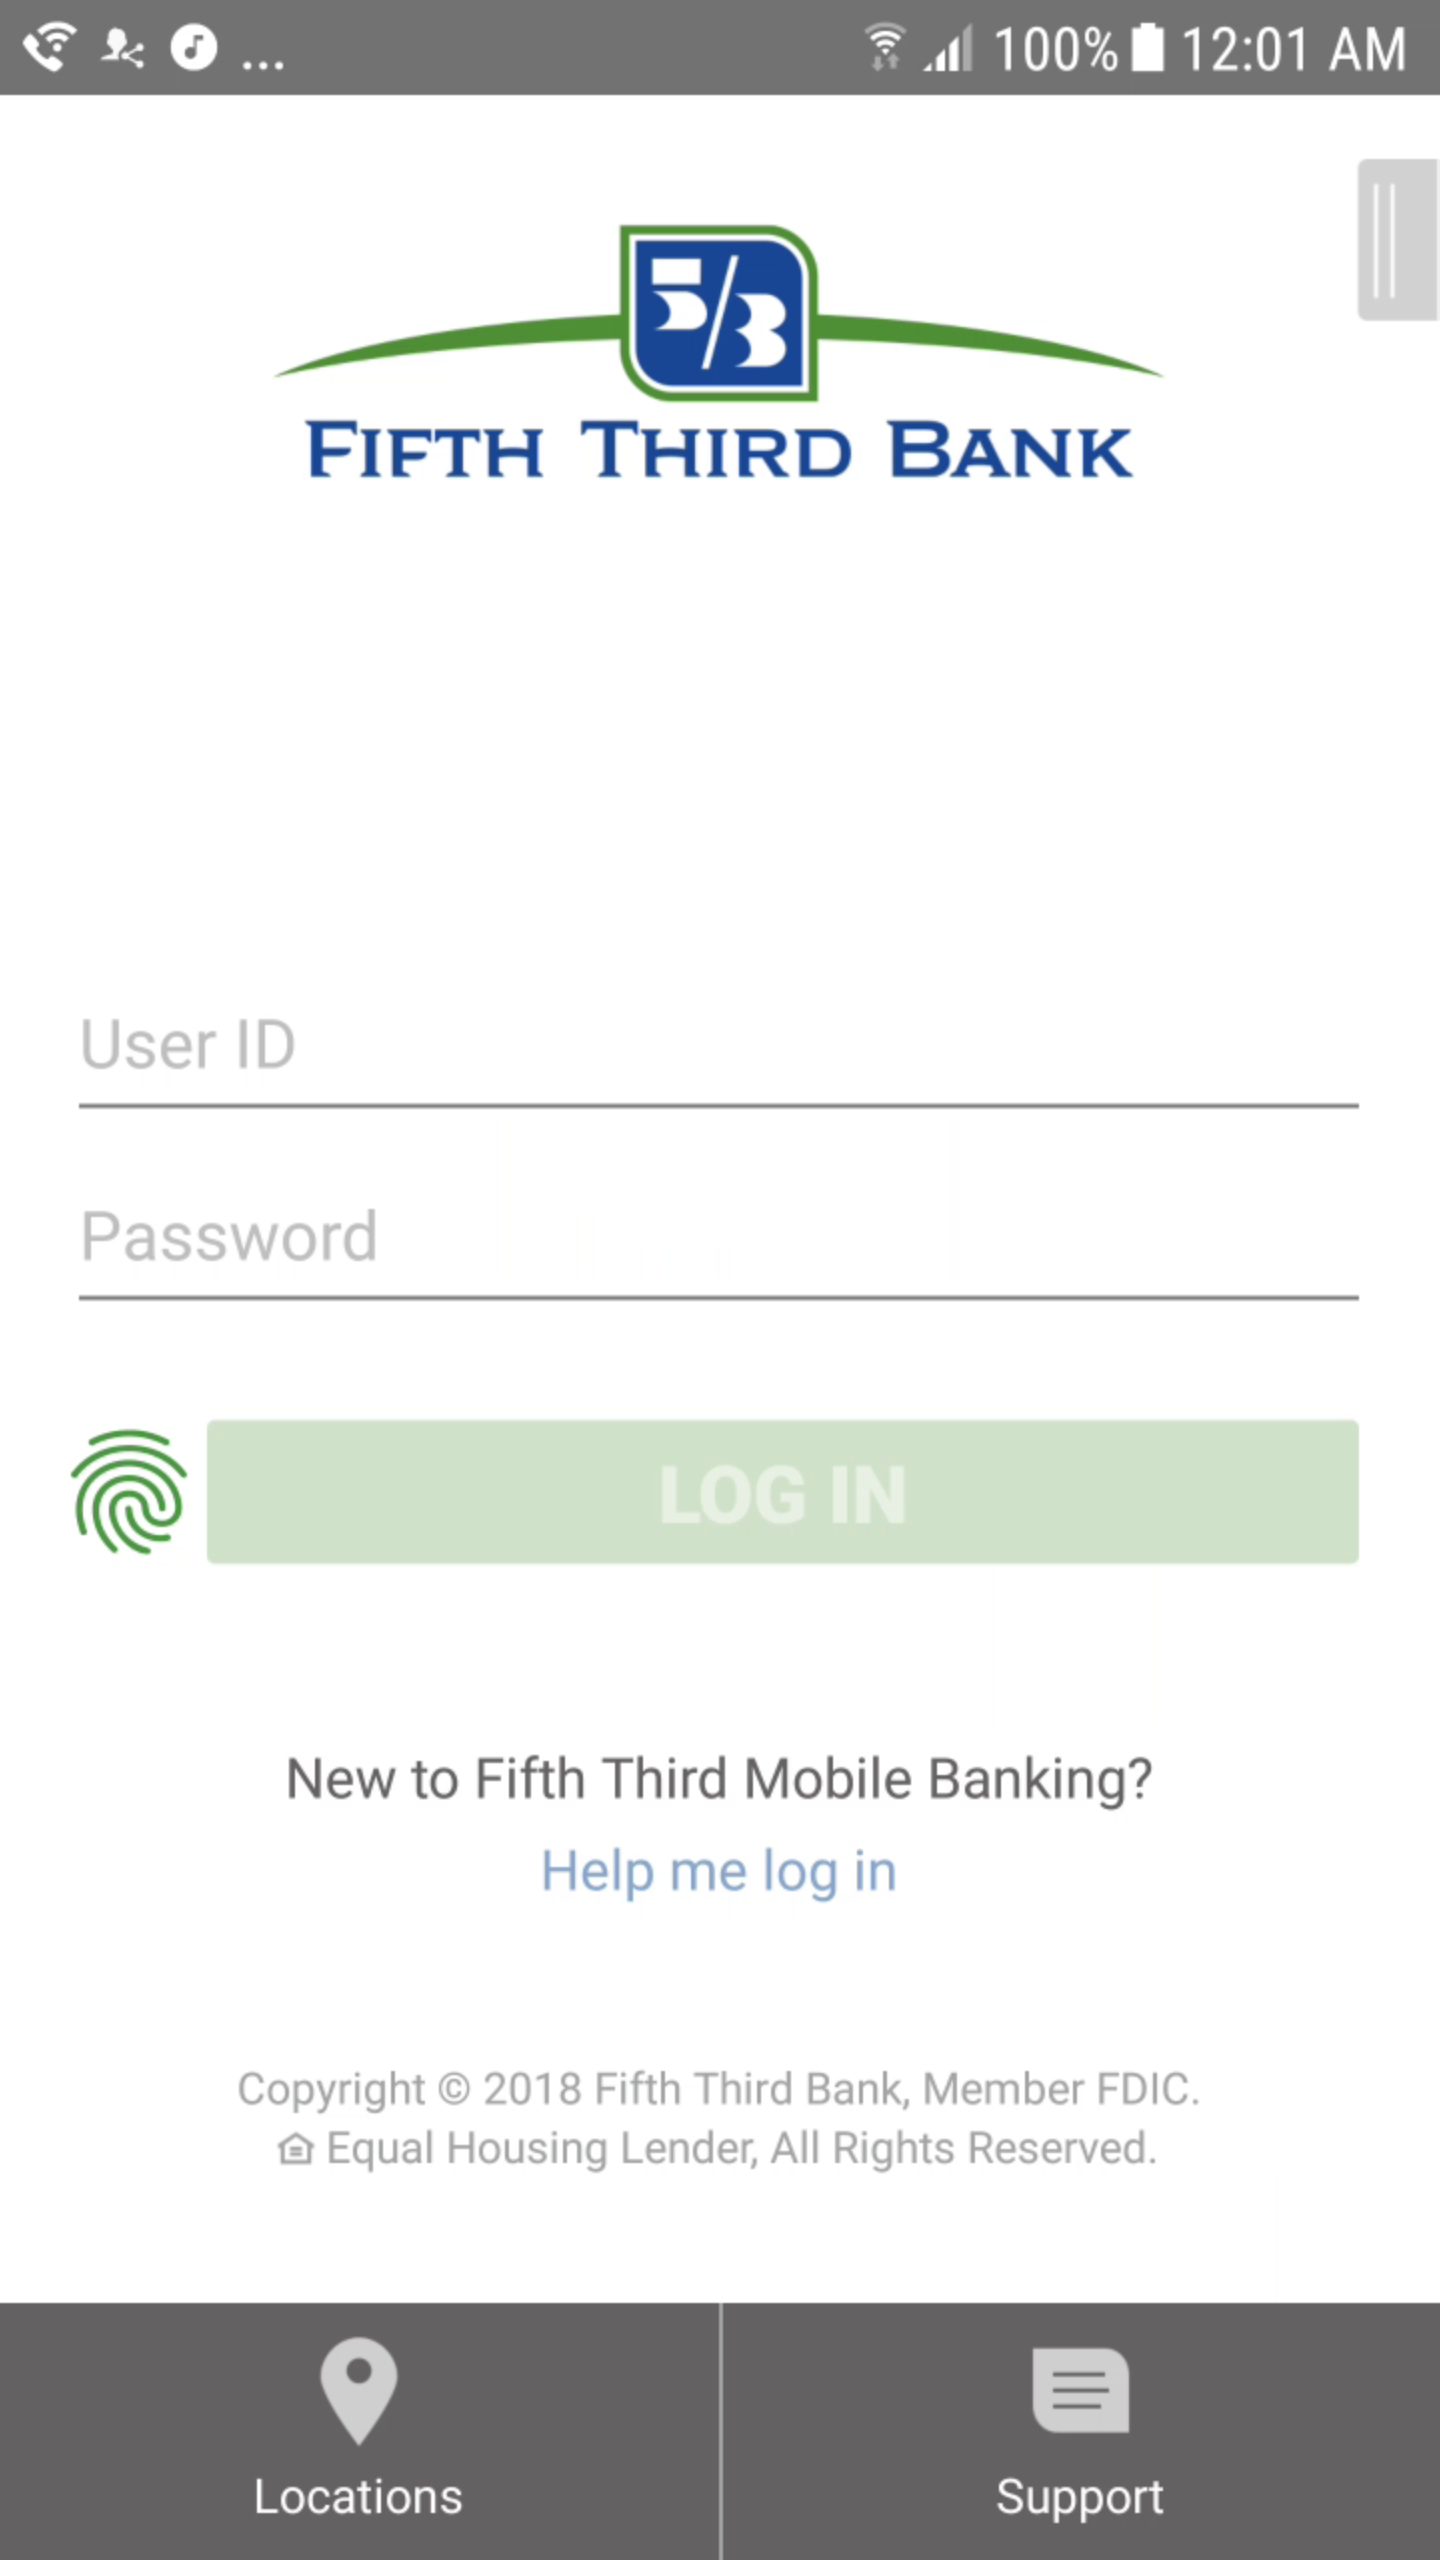 ... 100% 12:01 AM
5/3
FIFTH THIRD BANK
User ID
Password
LOG IN
New to Fifth Third Mobile Banking?
Help me log in
Copyright © 2018 Fifth Third Bank, Member FDIC.
Equal Housing Lender, All Rights Reserved.
Locations
Support